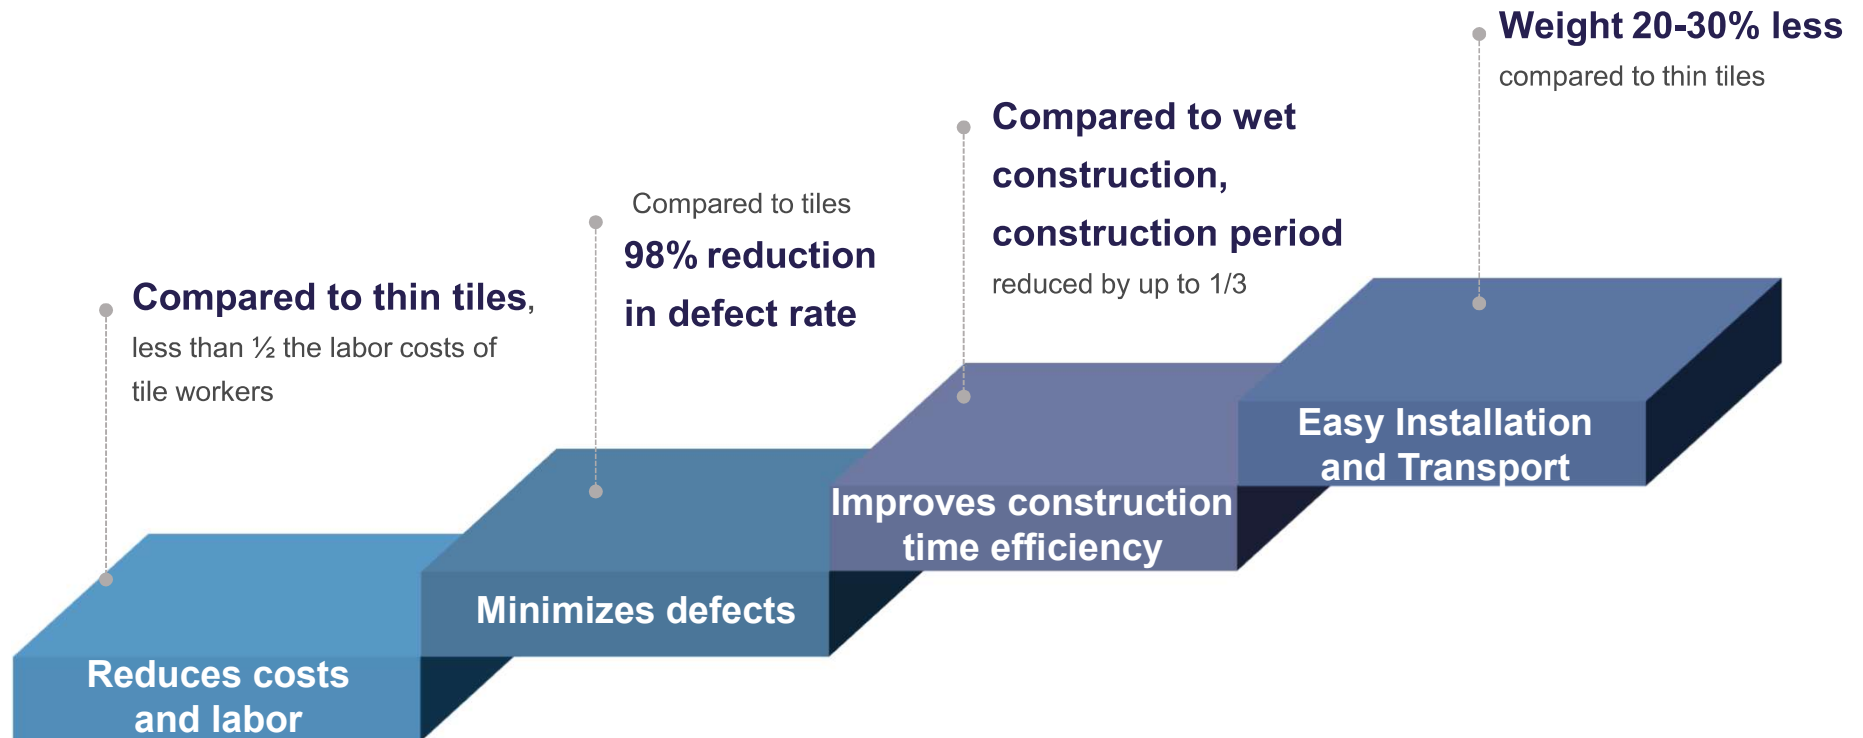 Compared to thin tiles,
less than ½ the labor costs of
tile workers
Reduces costs
and labor
Compared to tiles
98% reduction
in defect rate
Minimizes defects
Compared to wet
construction,
construction period
reduced by up to 1/3
Improves construction
time efficiency
Weight 20-30% less
compared to thin tiles
Easy Installation
and Transport